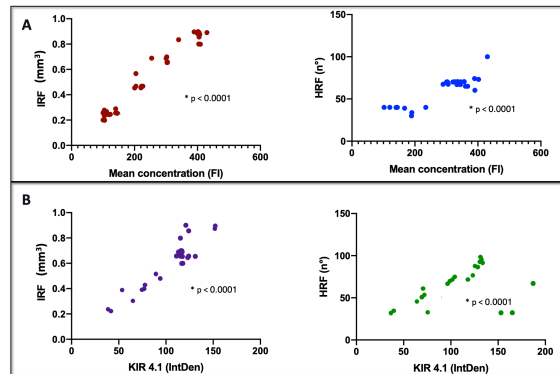 A
1.0
0.8
0.6
0.4
0.2
0.0
IRF (mm³)
* p < 0.0001
0
200
400
600
Mean concentration (FI)
150
100
50
0
HRF (n°)
* p < 0.0001
0
200
400
600
Mean concentration (FI)
B
1.0
0.8
0.6
0.4
0.2
0.0
IRF (mm³)
* p < 0.0001
0
50
100
150
200
KIR 4.1 (IntDen)
150
100
50
0
HRF (n°)
* p < 0.0001
0
50
100
150
200
KIR 4.1 (IntDen)